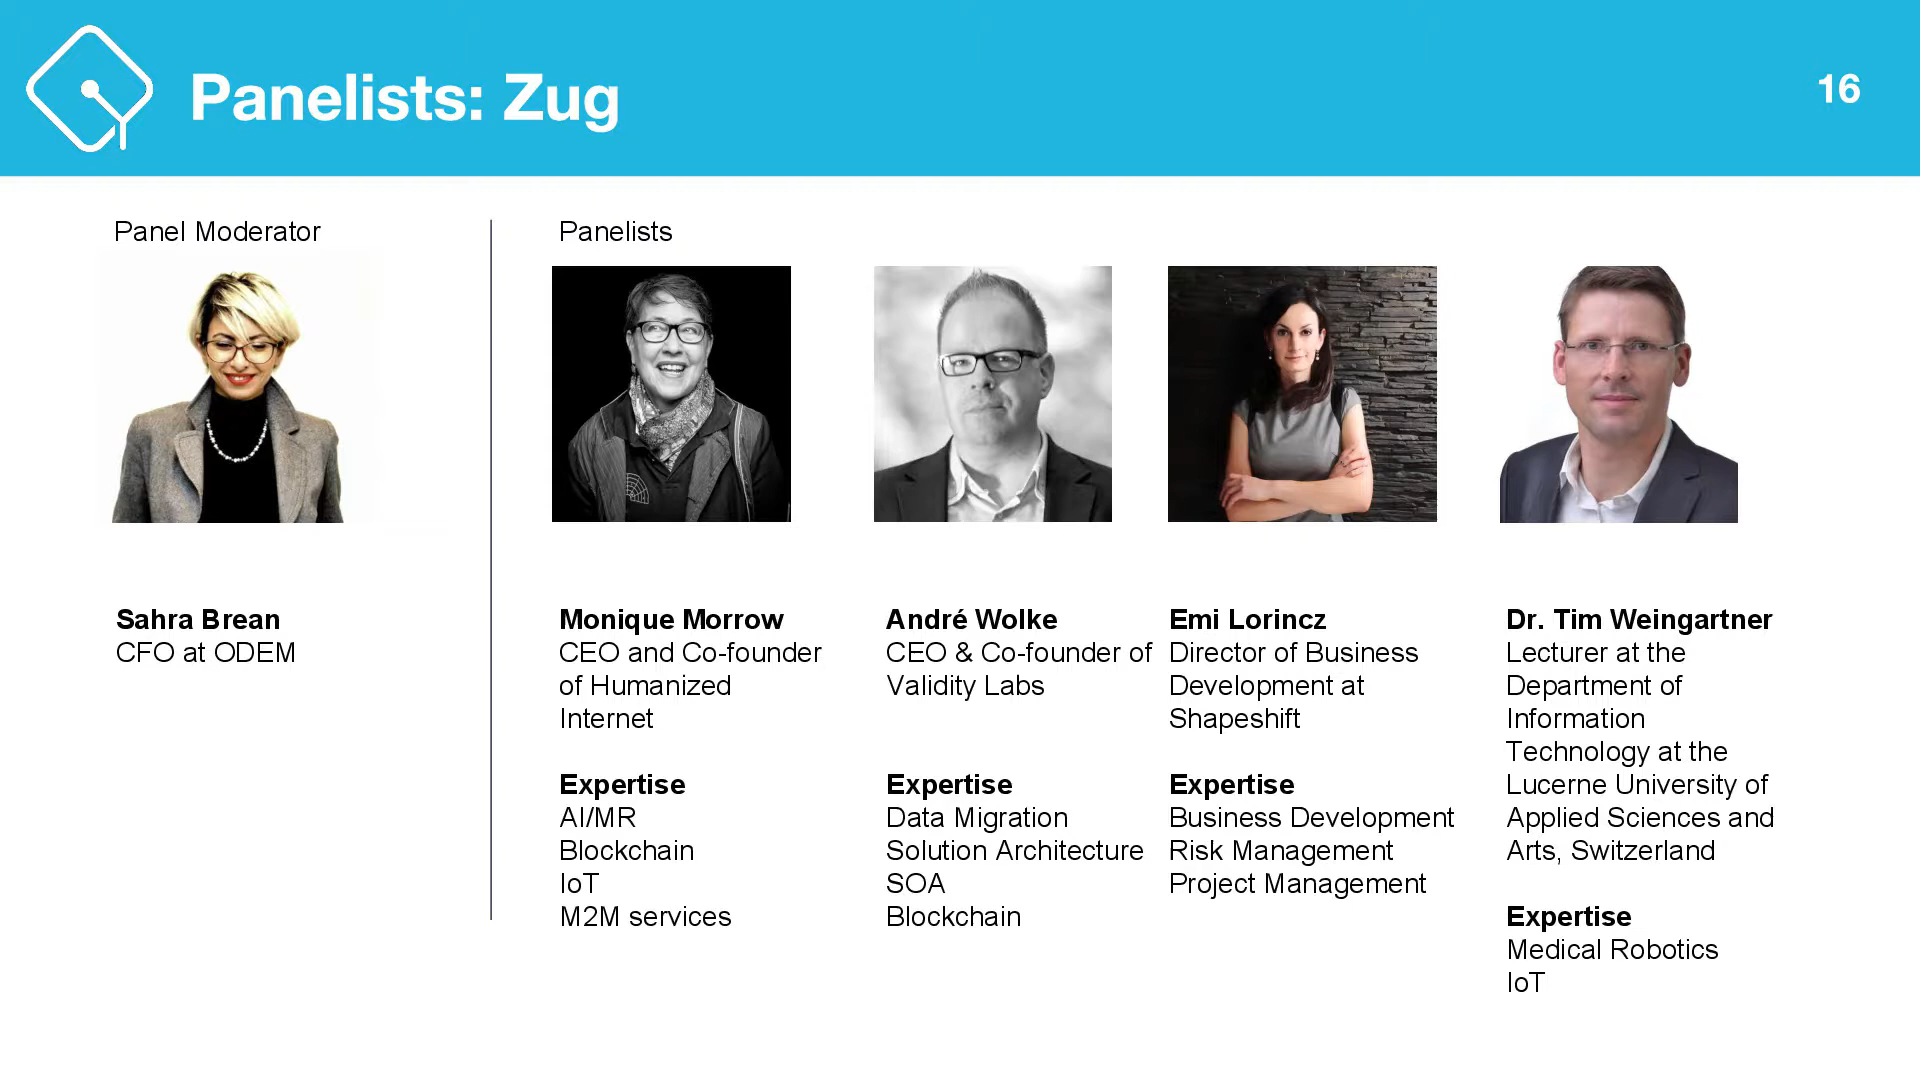 Panelists: Zug
16
Panel Moderator
Sahra Brean
CFO at ODEM
Panelists
Monique Morrow
CEO and Co-founder
of Humanized
Internet
Expertise
AI/MR
Blockchain
IoT
M2M services
André Wolke
CEO & Co-founder of
Validity Labs
Expertise
Data Migration
Solution Architecture
SOA
Blockchain
Emi Lorincz
Director of Business
Development at
Shapeshift
Expertise
Business Development
Risk Management
Project Management
Dr. Tim Weingartner
Lecturer at the
Department of
Information
Technology at the
Lucerne University of
Applied Sciences and
Arts, Switzerland
Expertise
Medical Robotics
IoT